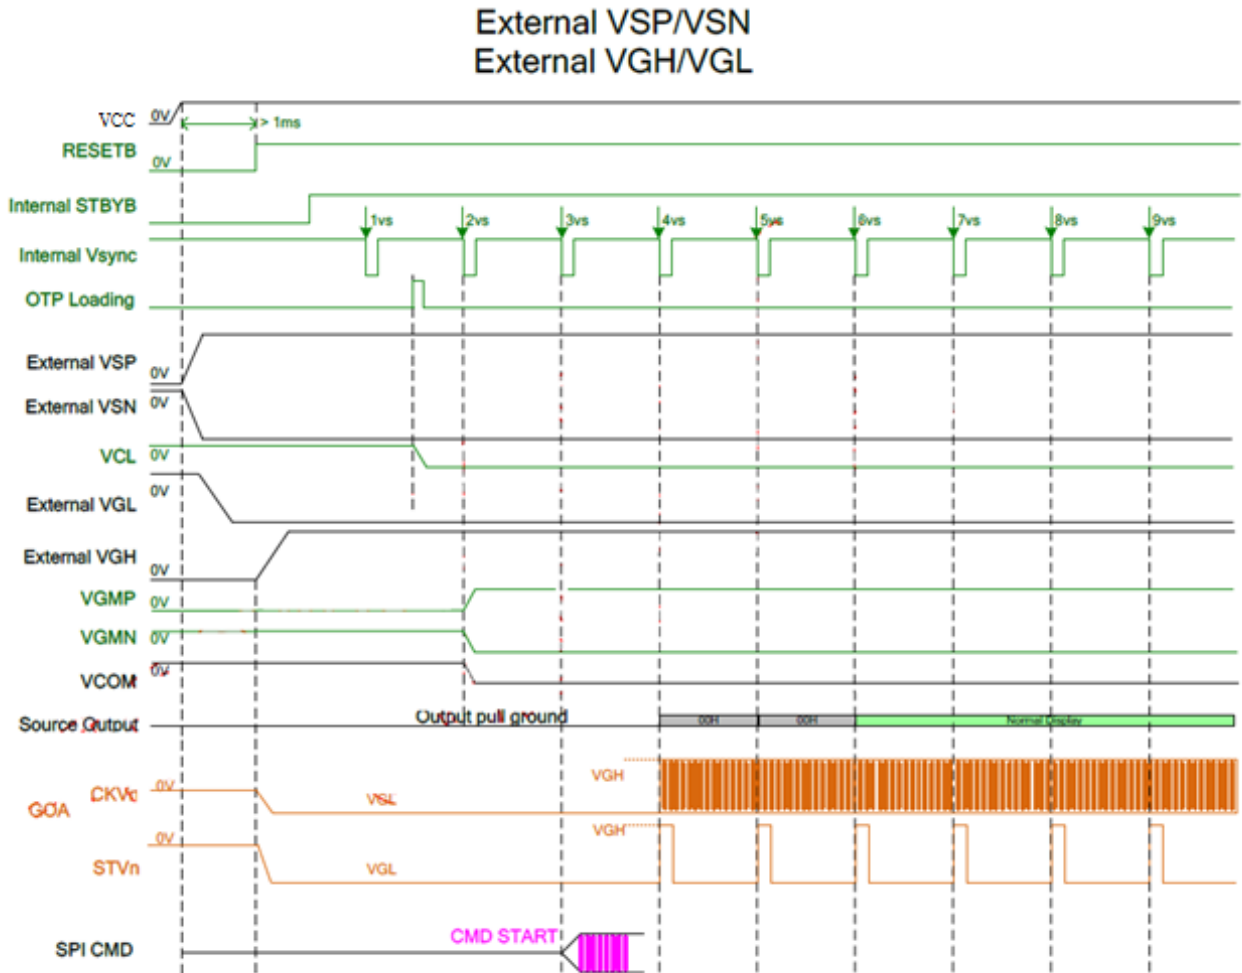 External VSP/VSN
External VGH/VGL
VCC 0V > 1ms
RESETB 0V
Internal STBYB
1vs 2vs 3vs 4vs 5vs 6vs 7vs 8vs 9vs
Internal Vsync
OTP Loading
External VSP 0V
External VSN 0V
VCL 0V
External VGL 0V
External VGH 0V
VGMP 0V
VGMN 0V
VCOM 0V
Source Output Output pull ground 00H 00H Normal Display
VGH
CKVc 0V VGL
GOA
0V VGH
STVn VGL
CMD START
SPI CMD